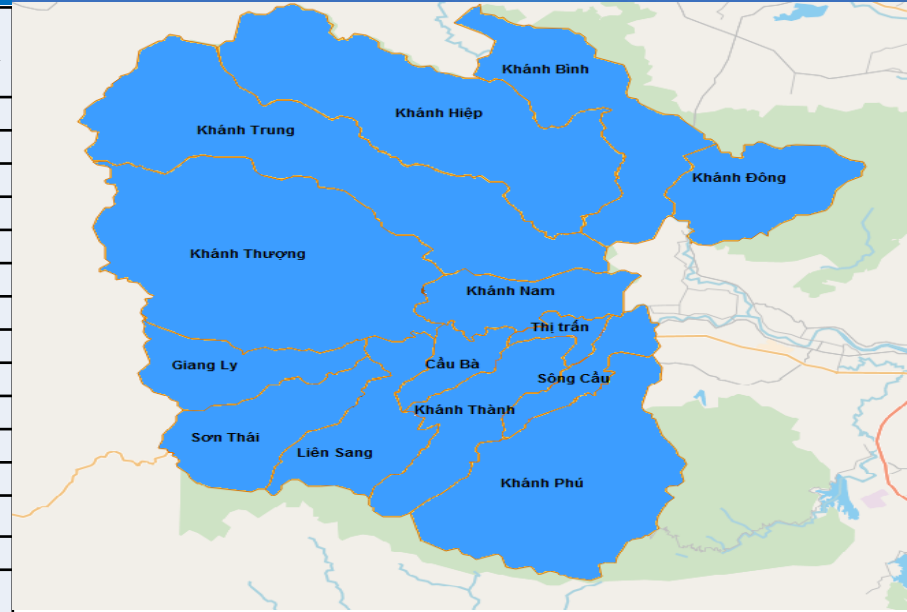 Khánh Bình
Khánh Hiệp
Khánh Trung
Khánh Đông
Khánh Thượng
Khánh Nam
Thị trấn
Giang Ly
Cầu Bà
Sông Cầu
Khánh Thành
Sơn Thái
Liên Sang
Khánh Phú